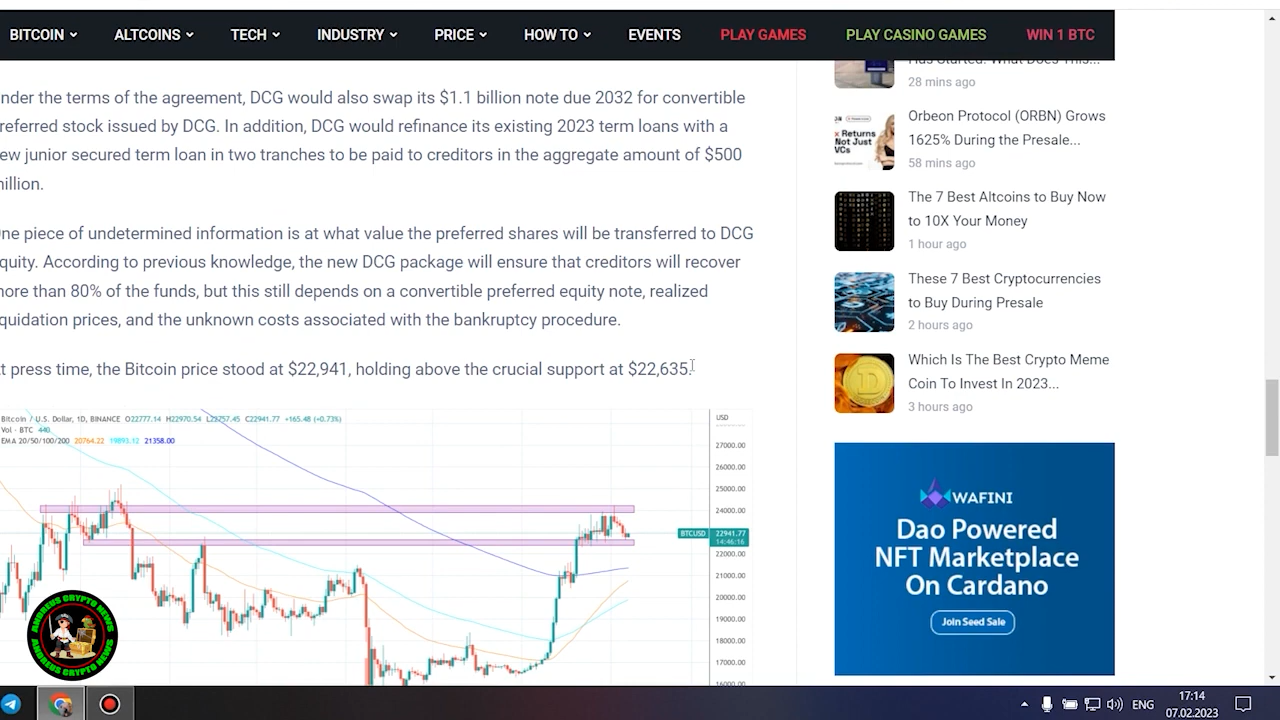 BITCOIN ALTCOINS TECH INDUSTRY PRICE HOW TO EVENTS PLAY GAMES PLAY CASINO GAMES WIN 1 BTC
nder the terms of the agreement, DCG would also swap its $1.1 billion note due 2032 for convertible
referred stock issued by DCG. In addition, DCG would refinance its existing 2023 term loans with a
ew junior secured term loan in two tranches to be paid to creditors in the aggregate amount of $500
illion.
ne piece of undetermined information is at what value the preferred shares will be transferred to DCG
quity. According to previous knowledge, the new DCG package will ensure that creditors will recover
more than 80% of the
but this still depends on a convertible preferred equity note, realized
quidation prices, and the unknown costs associated with the bankruptcy procedure.
t press time, the Bitcoin price stood at $22,941, holding above the crucial support at $22,635.
Bitcoin / U.S. Dollar, 1D, BINANCE O22777.14 H22970.54 L22757.45 C22941.77 +165.48 (+0.73%)
Vol · BTC 440
EMA 20/50/100/200 20764.22 19893.12 21358.00
USD
27000.00
26000.00
25000.00
24000.00
BTCUSD 22941.77
14:46:16
22000.00
21000.00
20000.00
19000.00
18000.00
17000.00
16000.00
Has Started. What Does This...
28 mins ago
Returns
Not Just
VCs
Orbeon Protocol (ORBN) Grows
1625% During the Presale...
58 mins ago
The 7 Best Altcoins to Buy Now
to 10X Your Money
1 hour ago
These 7 Best Cryptocurrencies
to Buy During Presale
2 hours ago
Which Is The Best Crypto Meme
Coin To Invest In 2023...
3 hours ago
WAFINI
Dao Powered
NFT Marketplace
On Cardano
Join Seed Sale
ANDREUS CRYPTO NEWS
ANDREUS CRYPTO NEWS
ENG
17:14
07.02.2023